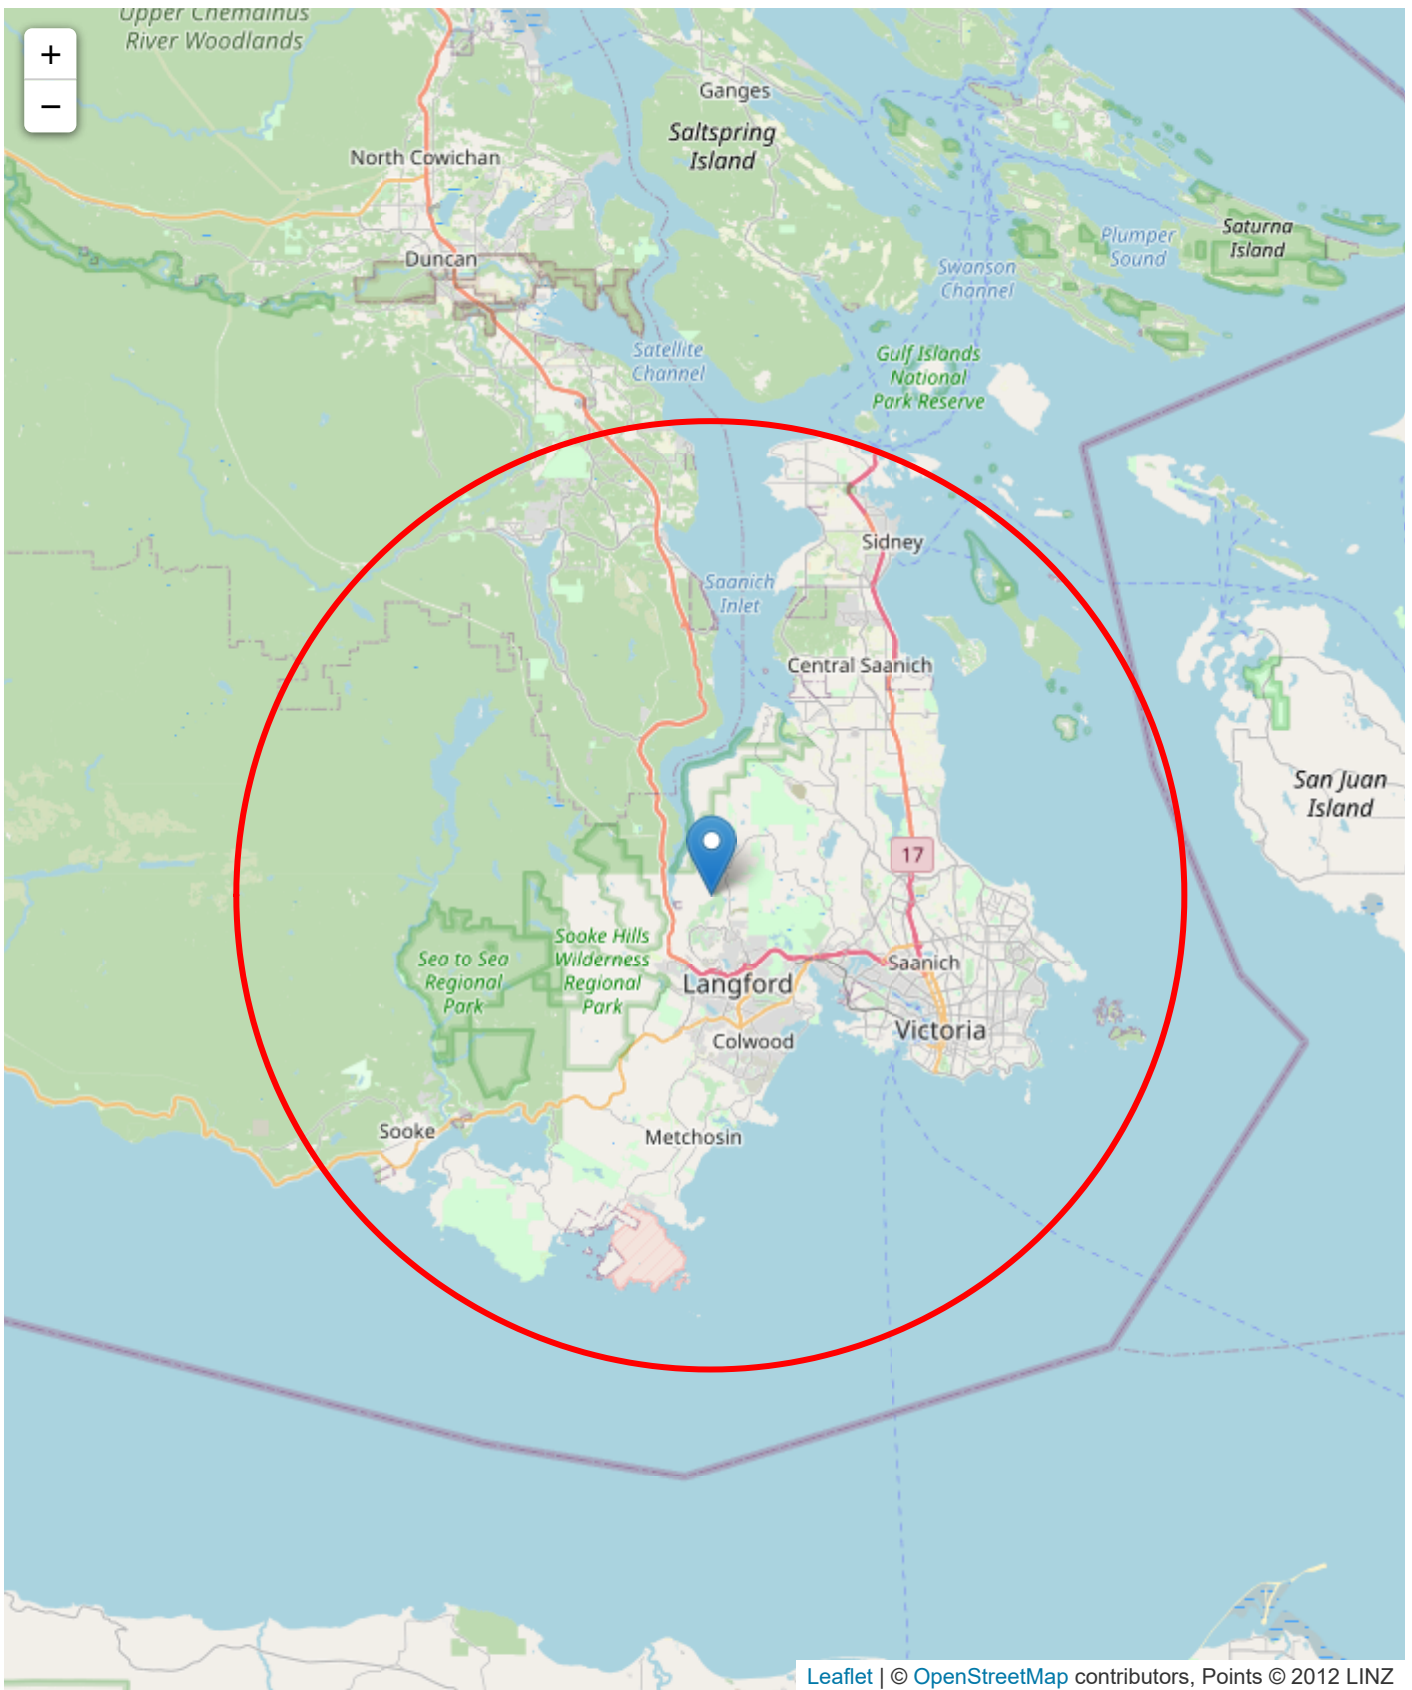 Upper Chemainus
River Woodlands
+
−
Ganges
Saltspring
Island
North Cowichan
Duncan
Saturna
Island
Plumper
Sound
Swanson
Channel
Satellite
Channel
Gulf Islands
National
Park Reserve
Sidney
Saanich
Inlet
Central Saanich
San Juan
Island
17
Sooke Hills
Wilderness
Regional
Park
Sea to Sea
Regional
Park
Saanich
Langford
Victoria
Colwood
Sooke
Metchosin
Leaflet | © OpenStreetMap contributors, Points © 2012 LINZ